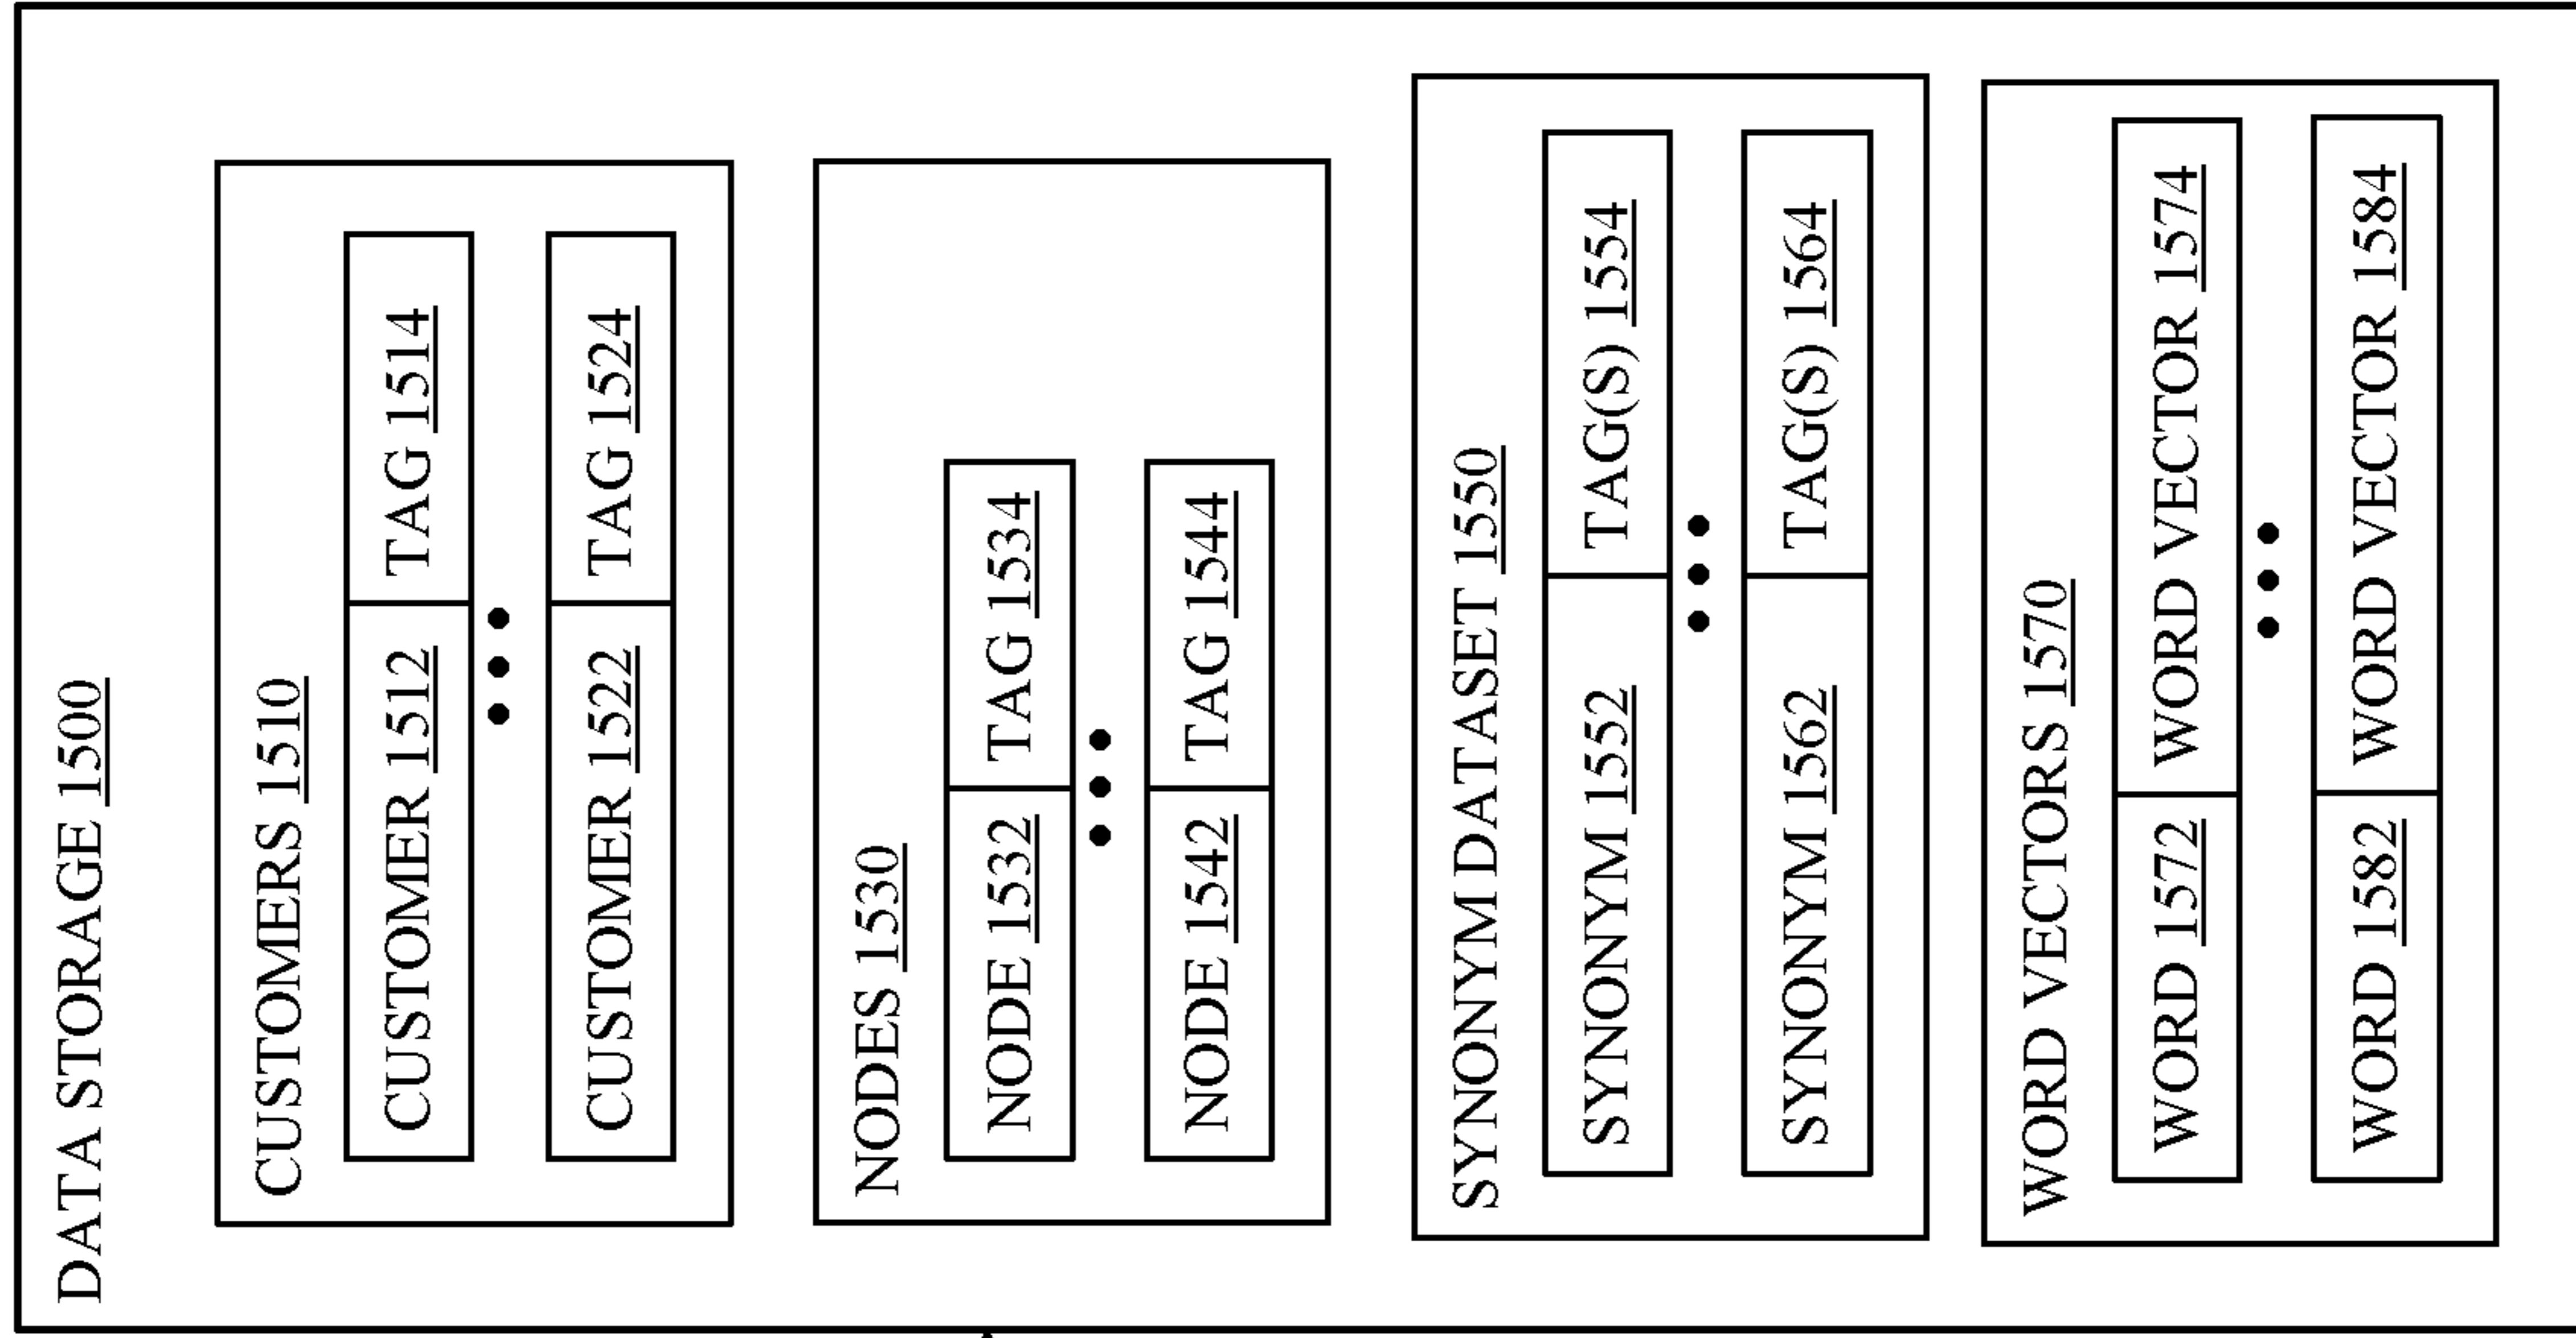 DATA STORAGE 1500
CUSTOMERS 1510
CUSTOMER 1512 TAG 1514
CUSTOMER 1522 TAG 1524
NODES 1530
NODE 1532 TAG 1534
NODE 1542 TAG 1544
SYNONYM DATASET 1550
SYNONYM 1552 TAG(S) 1554
SYNONYM 1562 TAG(S) 1564
WORD VECTORS 1570
WORD 1572 WORD VECTOR 1574
WORD 1582 WORD VECTOR 1584